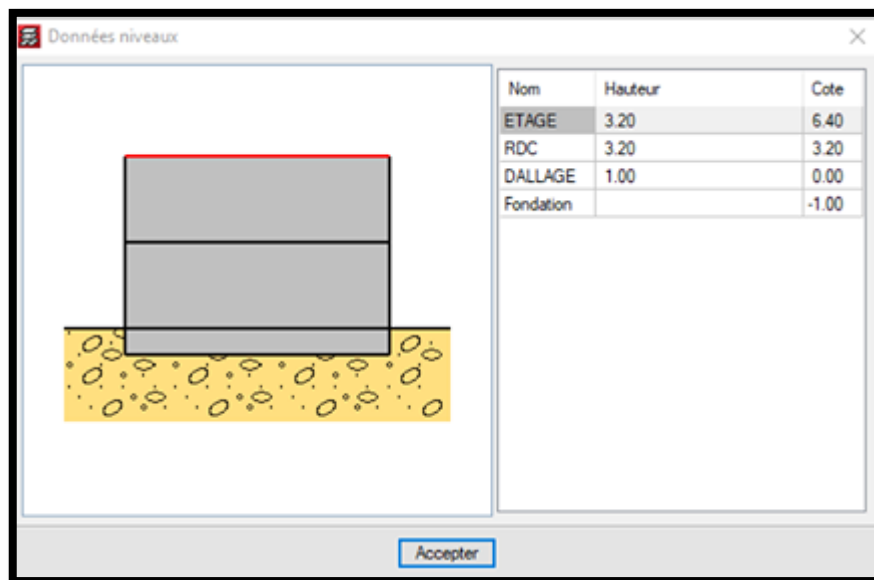 Données niveaux
Nom Hauteur Cote
ETAGE 3.20 6.40
RDC 3.20 3.20
DALLAGE 1.00 0.00
Fondation -1.00
Accepter